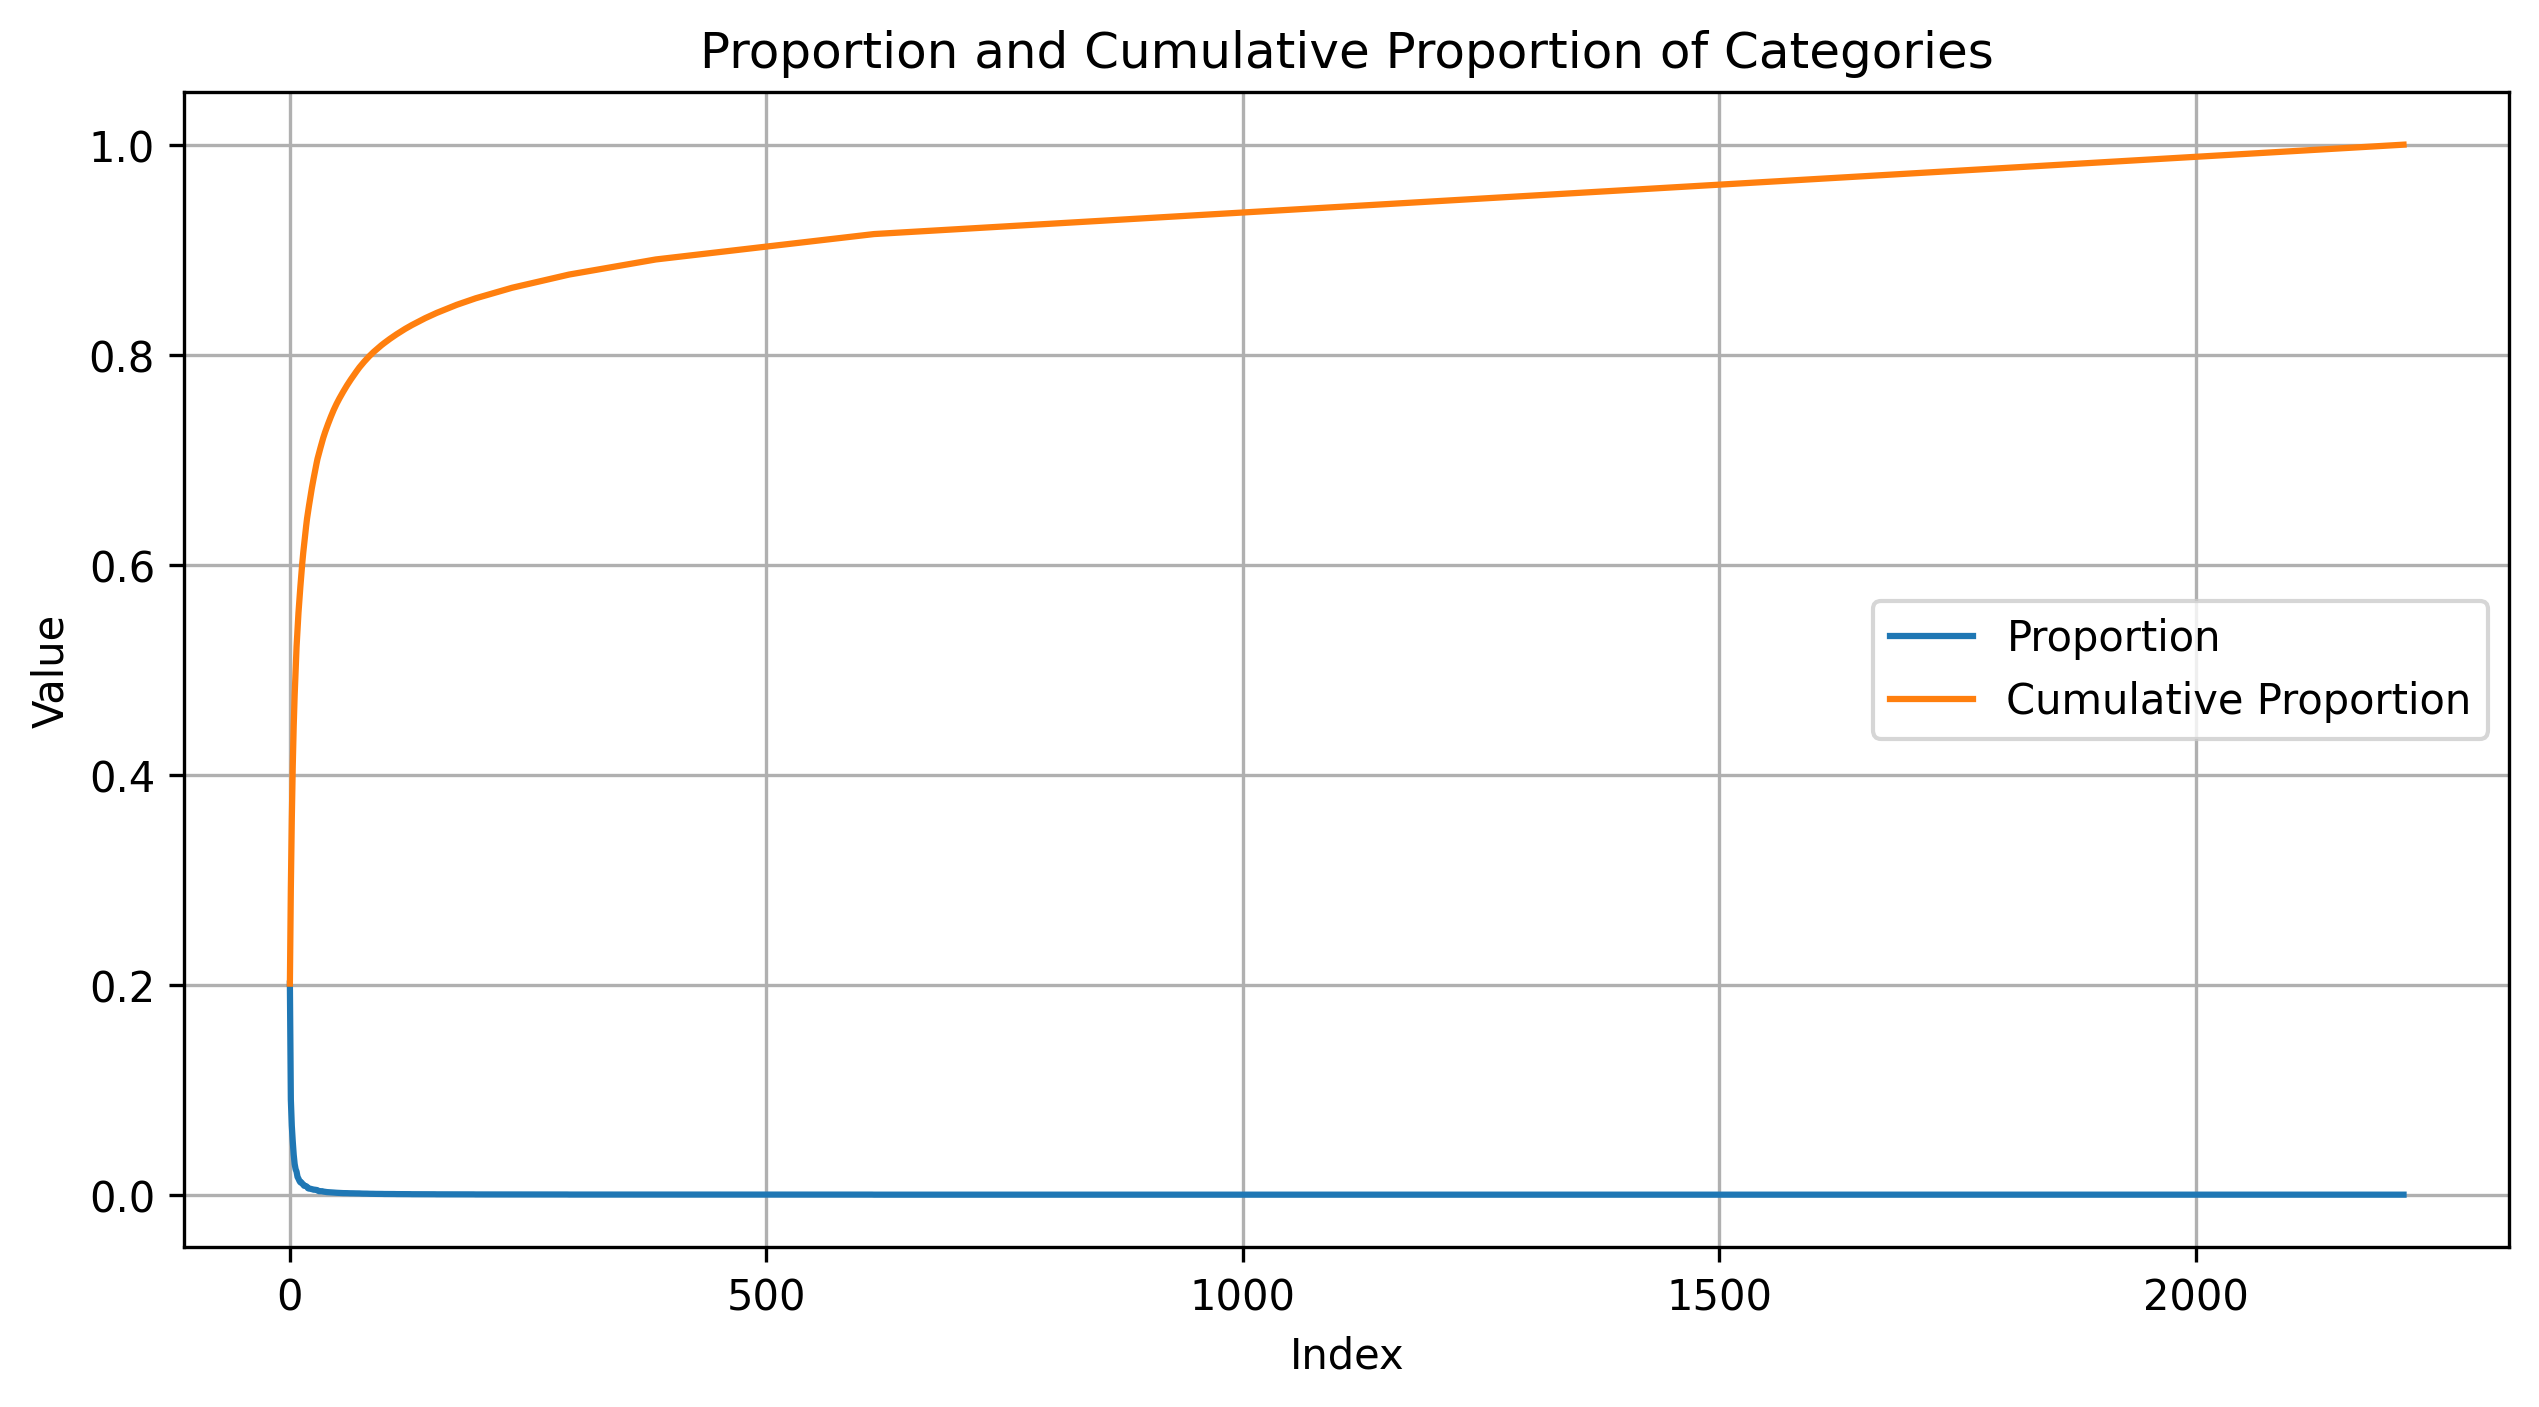 Proportion and Cumulative Proportion of Categories
1.0
0.8
0.6
0.4
0.2
0.0
Value
Proportion
Cumulative Proportion
0 500 1000 1500 2000
Index